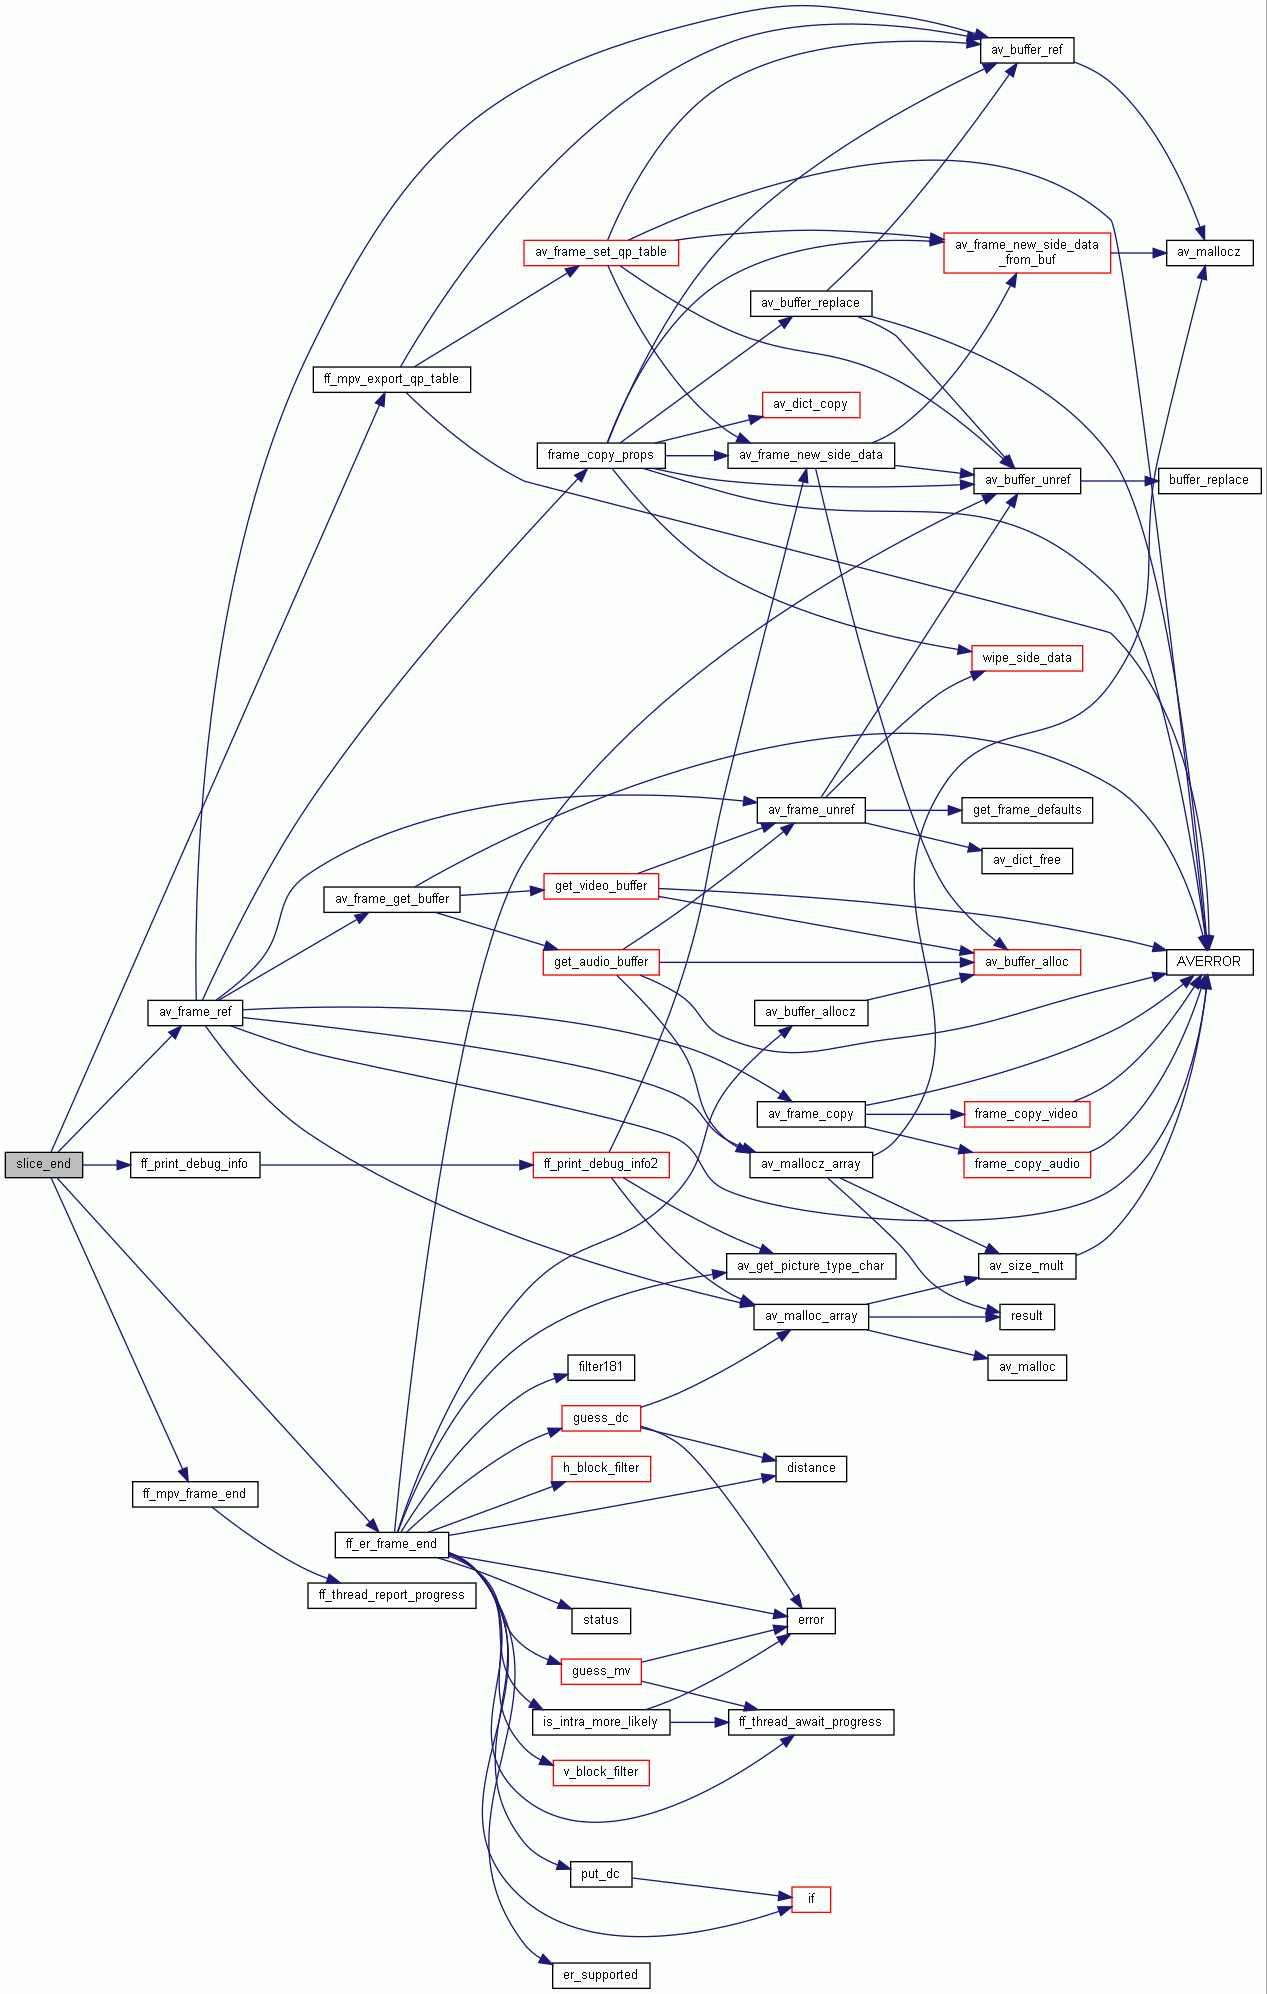 av_buffer_ref
av_frame_set_qp_table
av_frame_new_side_data
_from_buf
av_mallocz
av_buffer_replace
ff_mpv_export_qp_table
av_dict_copy
frame_copy_props
av_frame_new_side_data
av_buffer_unref
buffer_replace
wipe_side_data
av_frame_unref
get_frame_defaults
av_dict_free
get_video_buffer
av_frame_get_buffer
get_audio_buffer
av_buffer_alloc
AVERROR
av_frame_ref
av_buffer_allocz
av_frame_copy
frame_copy_video
slice_end
ff_print_debug_info
ff_print_debug_info2
av_mallocz_array
frame_copy_audio
av_get_picture_type_char
av_size_mult
av_malloc_array
result
filter181
av_malloc
guess_dc
h_block_filter
distance
ff_mpv_frame_end
ff_er_frame_end
ff_thread_report_progress
status
error
guess_mv
is_intra_more_likely
ff_thread_await_progress
v_block_filter
put_dc
if
er_supported